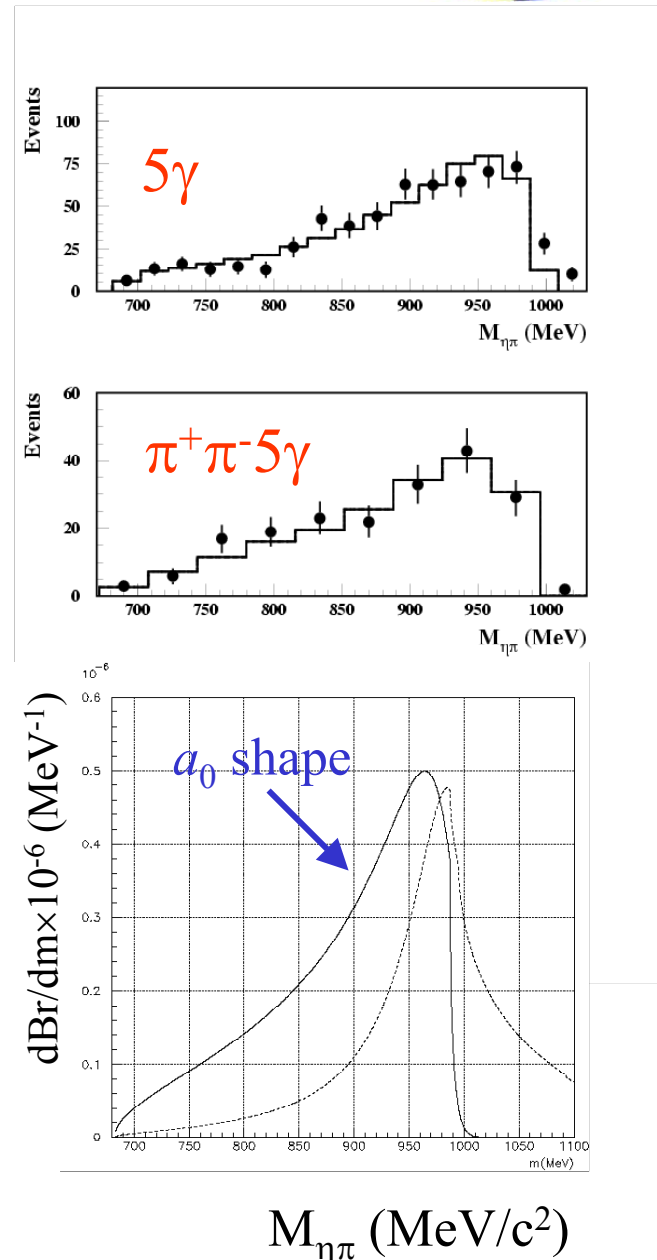 Events
100
75
50
25
0
5γ
700 750 800 850 900 950 1000
M_ηπ (MeV)
Events
60
40
20
0
π⁺π⁻5γ
700 750 800 850 900 950 1000
M_ηπ (MeV)
10⁻⁶
dBr/dm×10⁻⁶ (MeV⁻¹)
0.6
0.5
0.4
0.3
0.2
0.1
0
a₀ shape
700 750 800 850 900 950 1000 1050 1100
m(MeV)
M_ηπ (MeV/c²)